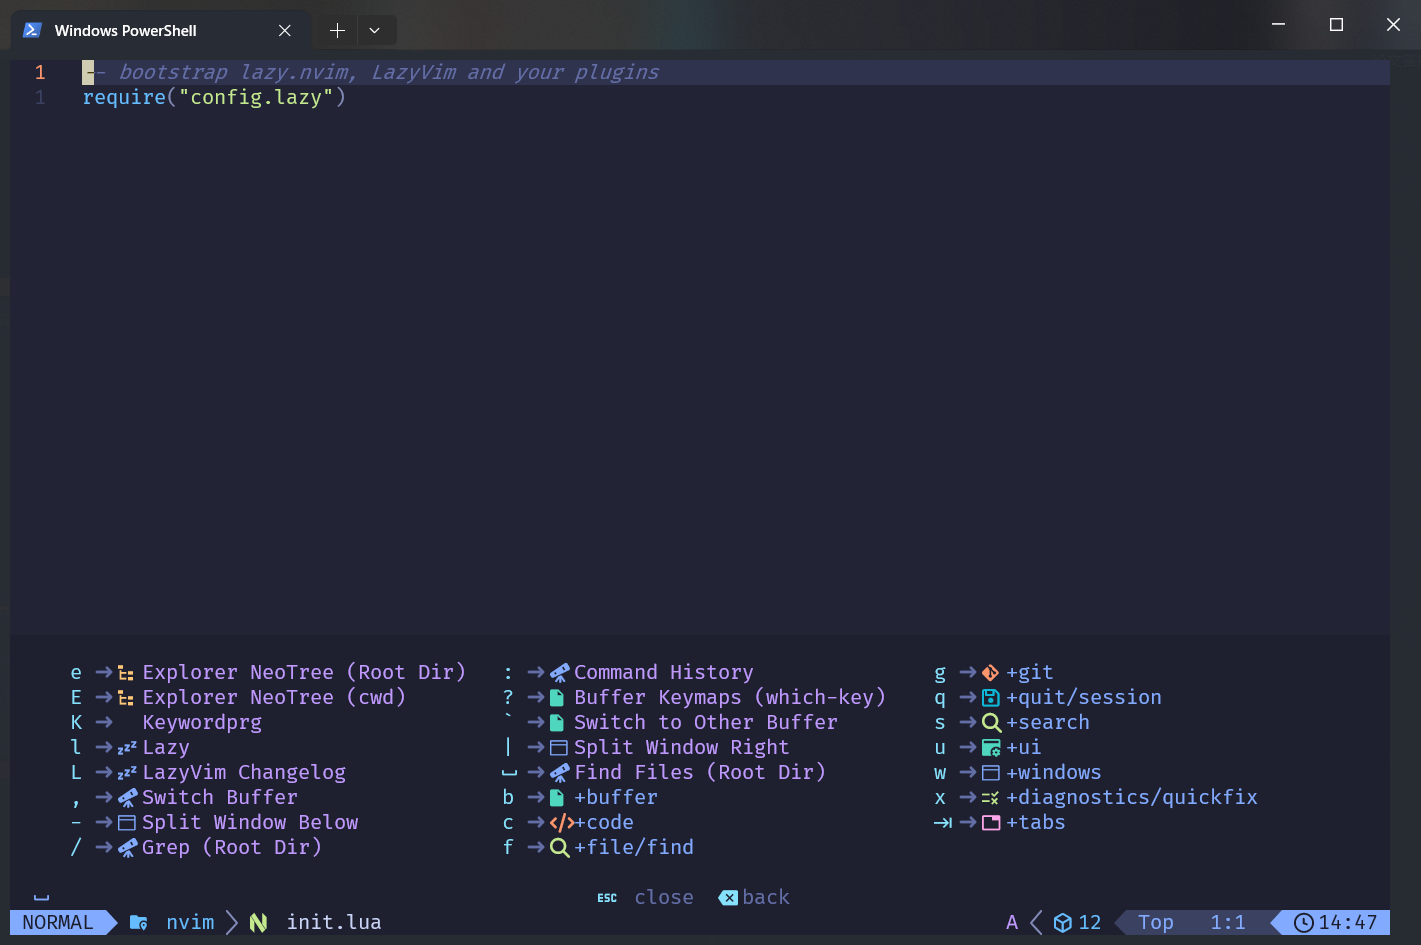 Windows PowerShell
1 -- bootstrap lazy.nvim, LazyVim and your plugins
1 require("config.lazy")
e → Explorer NeoTree (Root Dir)
E → Explorer NeoTree (cwd)
K → Keywordprg
l → Lazy
L → LazyVim Changelog
, → Switch Buffer
- → Split Window Below
/ → Grep (Root Dir)
: → Command History
? → Buffer Keymaps (which-key)
` → Switch to Other Buffer
| → Split Window Right
␣ → Find Files (Root Dir)
b → +buffer
c → +code
f → +file/find
g → +git
q → +quit/session
s → +search
u → +ui
w → +windows
x → +diagnostics/quickfix
⇥ → +tabs
␣ ESC close back
NORMAL nvim init.lua A 12 Top 1:1 14:47